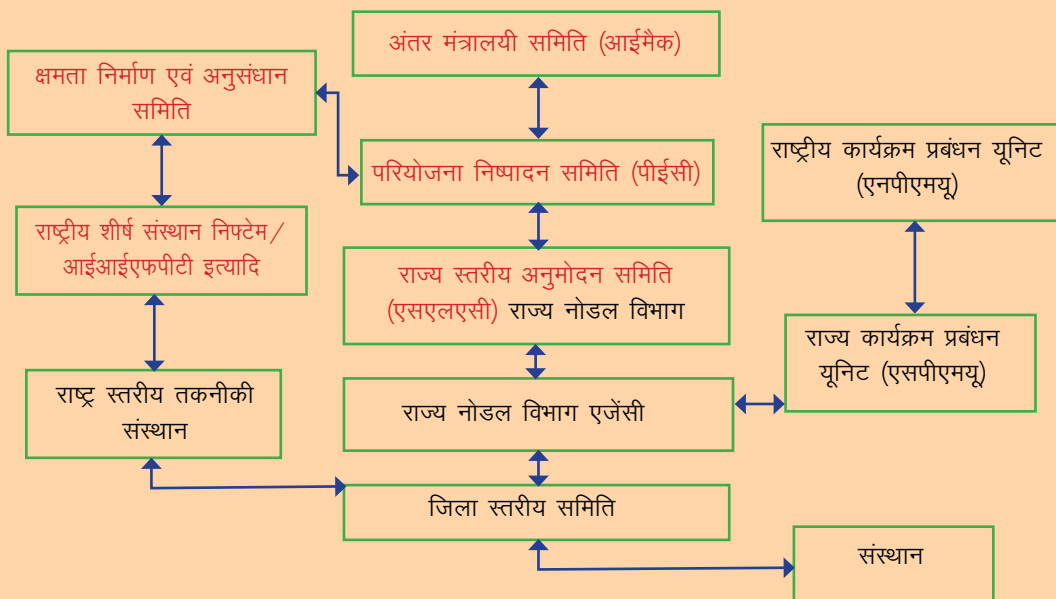 अंतर मंत्रालयी समिति (आईमैक)
क्षमता निर्माण एवं अनुसंधान
समिति
परियोजना निष्पादन समिति (पीईसी)
राष्ट्रीय कार्यक्रम प्रबंधन यूनिट
(एनपीएमयू)
राष्ट्रीय शीर्ष संस्थान निफ्टेम/
आईआईएफपीटी इत्यादि
राज्य स्तरीय अनुमोदन समिति
(एसएलएसी) राज्य नोडल विभाग
राज्य कार्यक्रम प्रबंधन
यूनिट (एसपीएमयू)
राष्ट्र स्तरीय तकनीकी
संस्थान
राज्य नोडल विभाग एजेंसी
जिला स्तरीय समिति
संस्थान